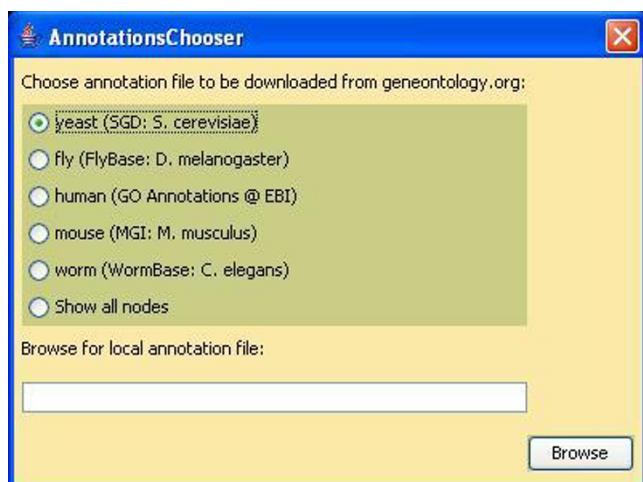 AnnotationsChooser
Choose annotation file to be downloaded from geneontology.org:
yeast (SGD: S. cerevisiae)
fly (FlyBase: D. melanogaster)
human (GO Annotations @ EBI)
mouse (MGI: M. musculus)
worm (WormBase: C. elegans)
Show all nodes
Browse for local annotation file:
Browse